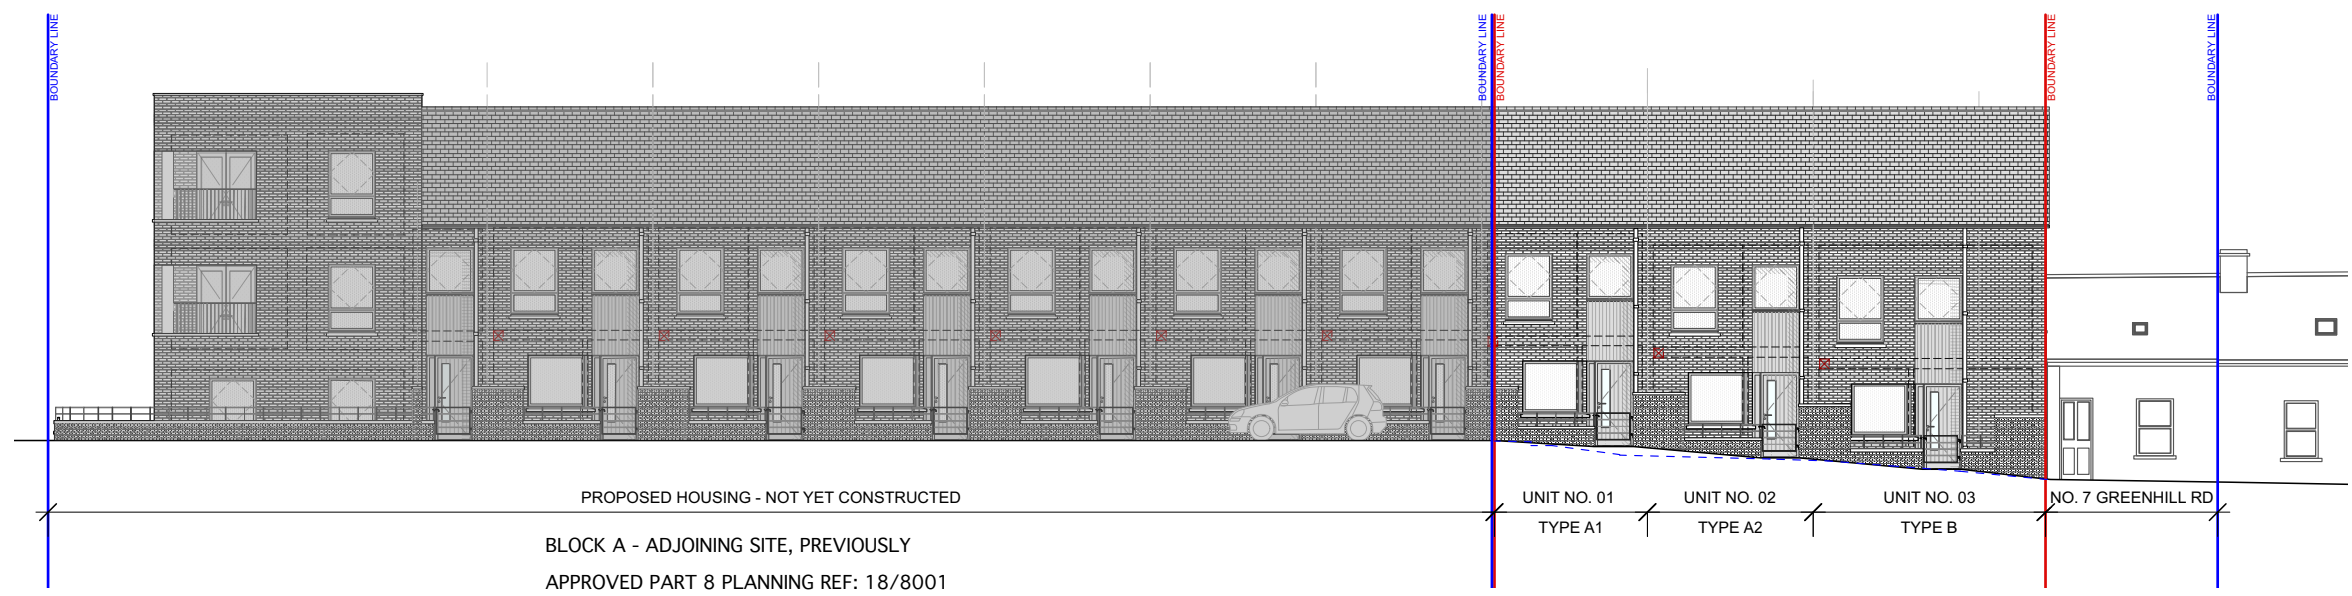 BOUNDARY LINE
BOUNDARY LINE
BOUNDARY LINE
BOUNDARY LINE
BOUNDARY LINE
PROPOSED HOUSING - NOT YET CONSTRUCTED
UNIT NO. 01
UNIT NO. 02
UNIT NO. 03
NO. 7 GREENHILL RD
TYPE A1
TYPE A2
TYPE B
BLOCK A - ADJOINING SITE, PREVIOUSLY
APPROVED PART 8 PLANNING REF: 18/8001